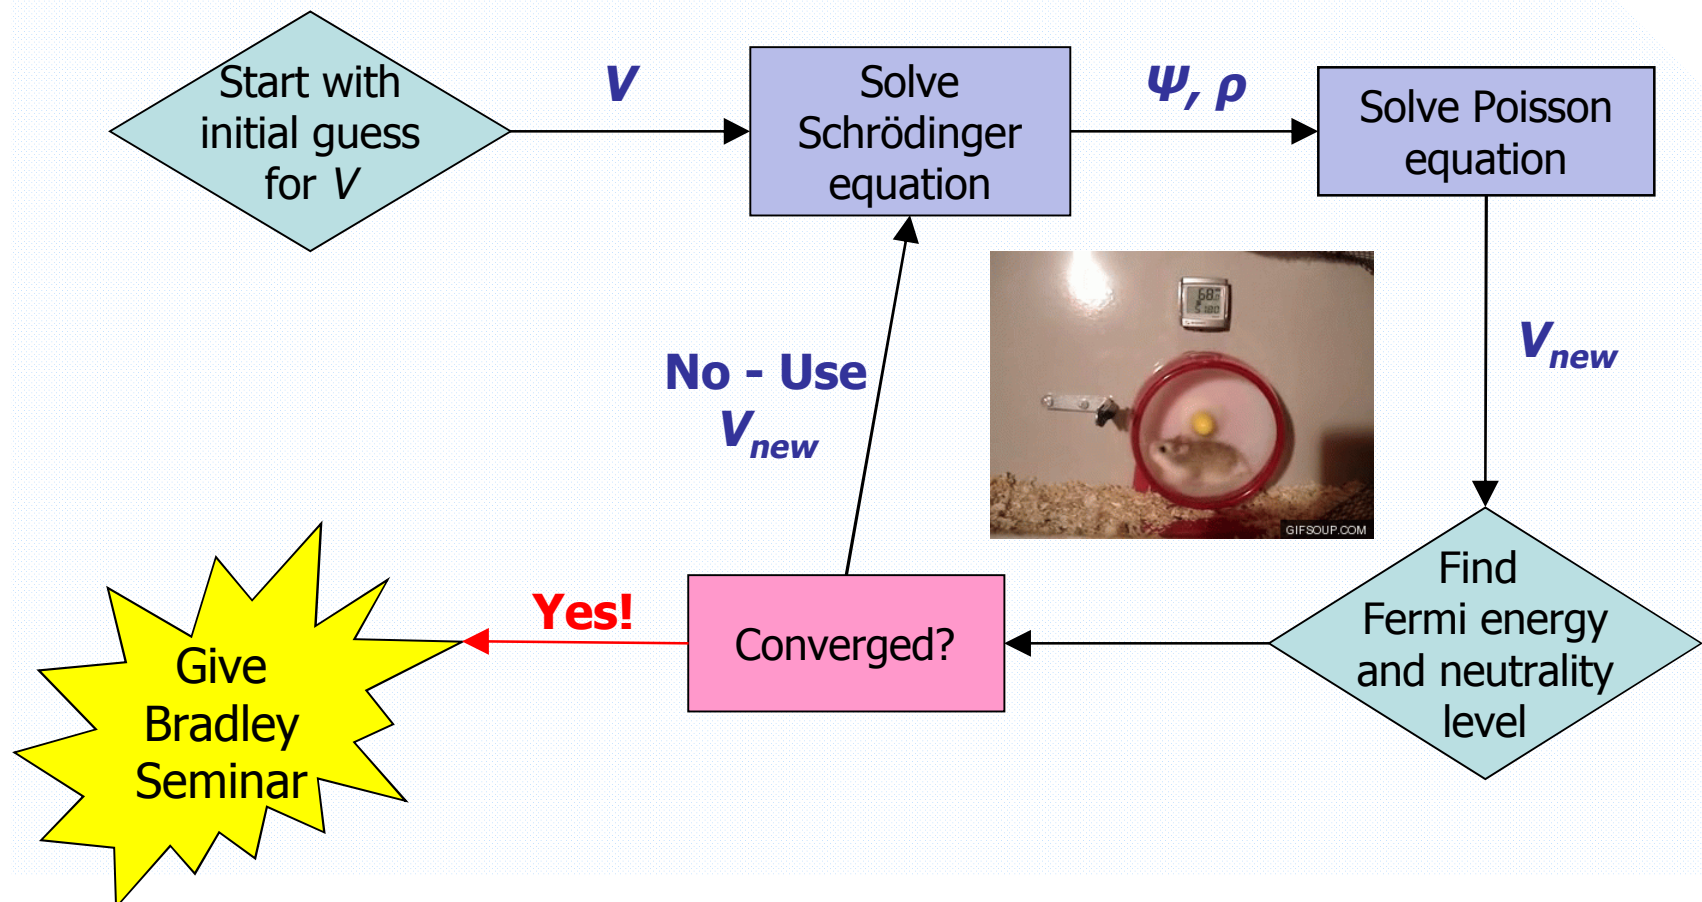 Start with
initial guess
for V
V
Solve
Schrödinger
equation
Ψ, ρ
Solve Poisson
equation
V_new
Find
Fermi energy
and neutrality
level
Converged?
No - Use
V_new
Yes!
Give
Bradley
Seminar
GIFSOUP.COM